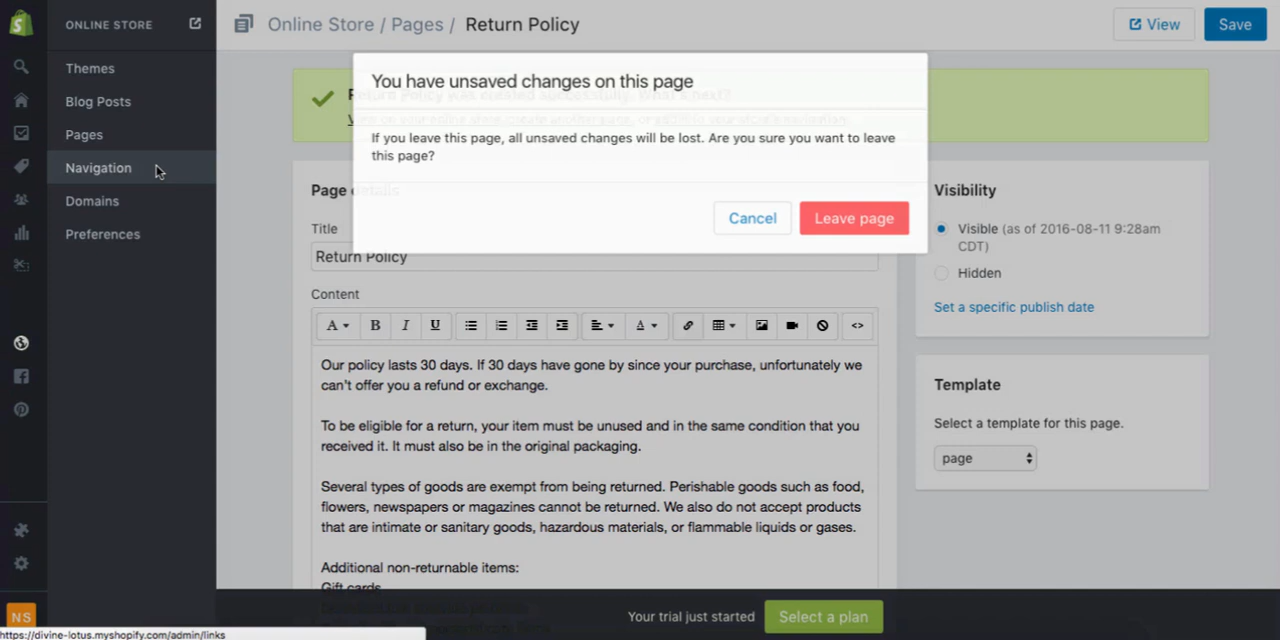 ONLINE STORE
Themes
Blog Posts
Pages
Navigation
Domains
Preferences
NS
Online Store / Pages / Return Policy
View
Save
You have unsaved changes on this page
If you leave this page, all unsaved changes will be lost. Are you sure you want to leave
this page?
Cancel
Leave page
Page details
Title
Return Policy
Content
Our policy lasts 30 days. If 30 days have gone by since your purchase, unfortunately we
can't offer you a refund or exchange.
To be eligible for a return, your item must be unused and in the same condition that you
received it. It must also be in the original packaging.
Several types of goods are exempt from being returned. Perishable goods such as food,
flowers, newspapers or magazines cannot be returned. We also do not accept products
that are intimate or sanitary goods, hazardous materials, or flammable liquids or gases.
Additional non-returnable items:
Gift cards
Visibility
Visible (as of 2016-08-11 9:28am
CDT)
Hidden
Set a specific publish date
Template
Select a template for this page.
page
Your trial just started
Select a plan
https://divine-lotus.myshopify.com/admin/links